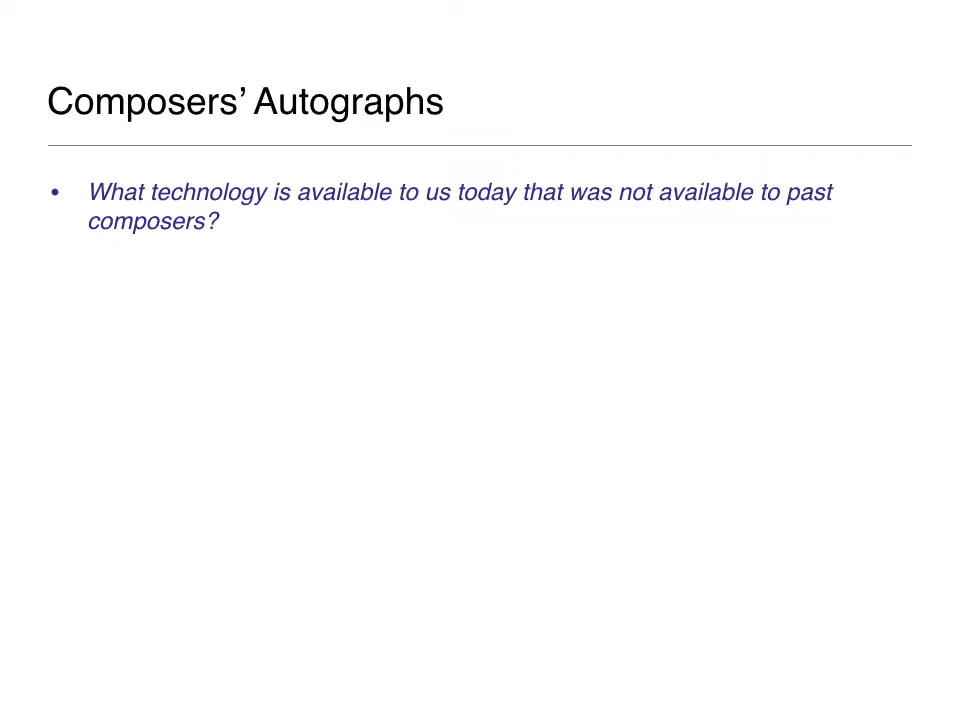 Composers’ Autographs
• What technology is available to us today that was not available to past
composers?